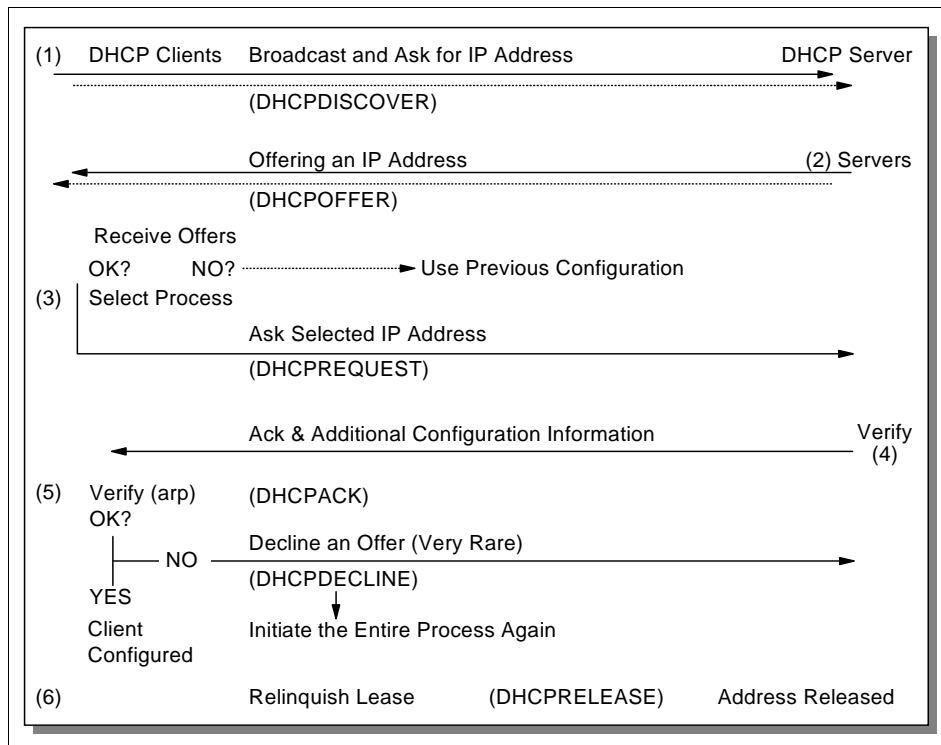 (1) DHCP Clients Broadcast and Ask for IP Address DHCP Server
(DHCPDISCOVER)
Offering an IP Address (2) Servers
(DHCPOFFER)
Receive Offers
OK? NO? Use Previous Configuration
(3) Select Process
Ask Selected IP Address
(DHCPREQUEST)
Ack & Additional Configuration Information Verify
(4)
(5) Verify (arp) (DHCPACK)
OK?
Decline an Offer (Very Rare)
NO
(DHCPDECLINE)
YES
Client Initiate the Entire Process Again
Configured
(6) Relinquish Lease (DHCPRELEASE) Address Released